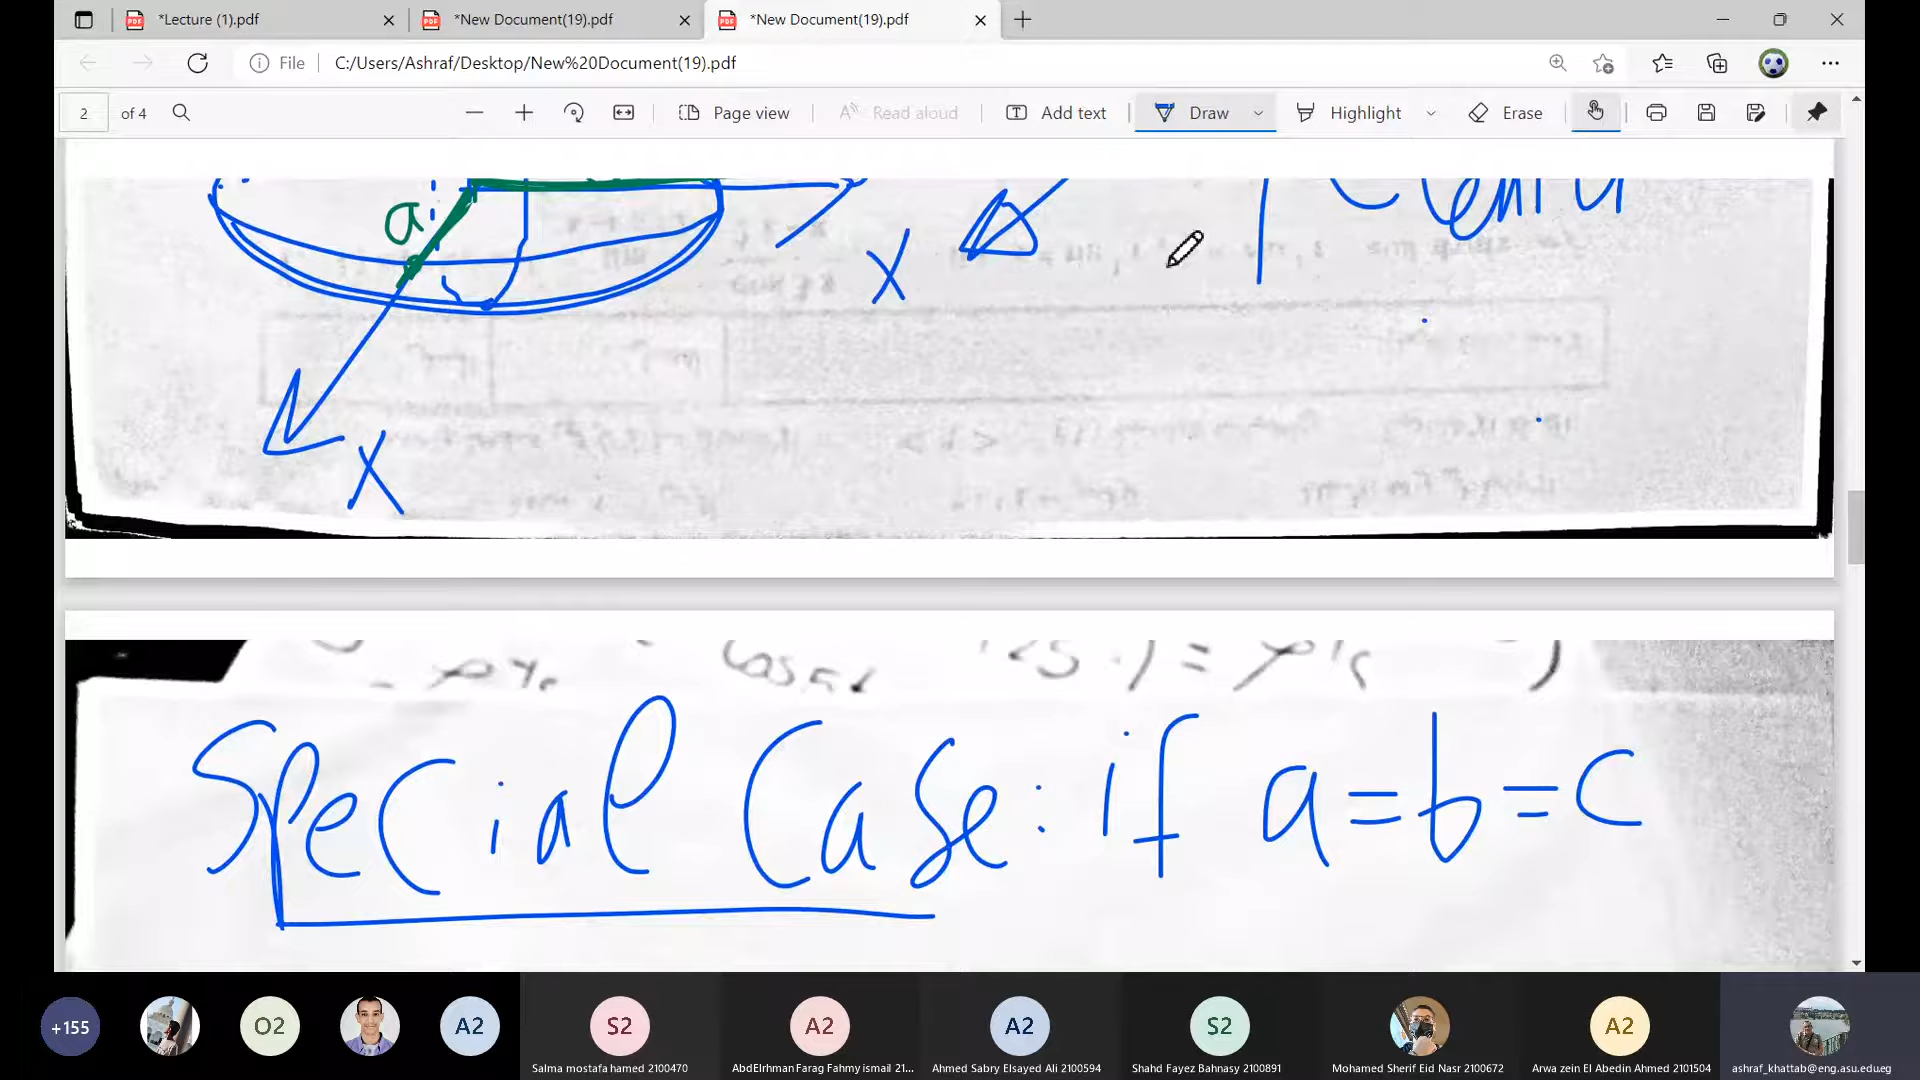 *Lecture (1).pdf
*New Document(19).pdf
*New Document(19).pdf
File
C:/Users/Ashraf/Desktop/New%20Document(19).pdf
2 of 4
Page view
Read aloud
Add text
Draw
Highlight
Erase
a
X
X
Special Case: if a=b=c
+155
O2
A2
S2
A2
A2
S2
A2
Salma mostafa hamed 2100470
AbdElrhman Farag Fahmy ismail 21...
Ahmed Sabry Elsayed Ali 2100594
Shahd Fayez Bahnasy 2100891
Mohamed Sherif Eid Nasr 2100672
Arwa zein El Abedin Ahmed 2101504
ashraf_khattab@eng.asu.edu.eg